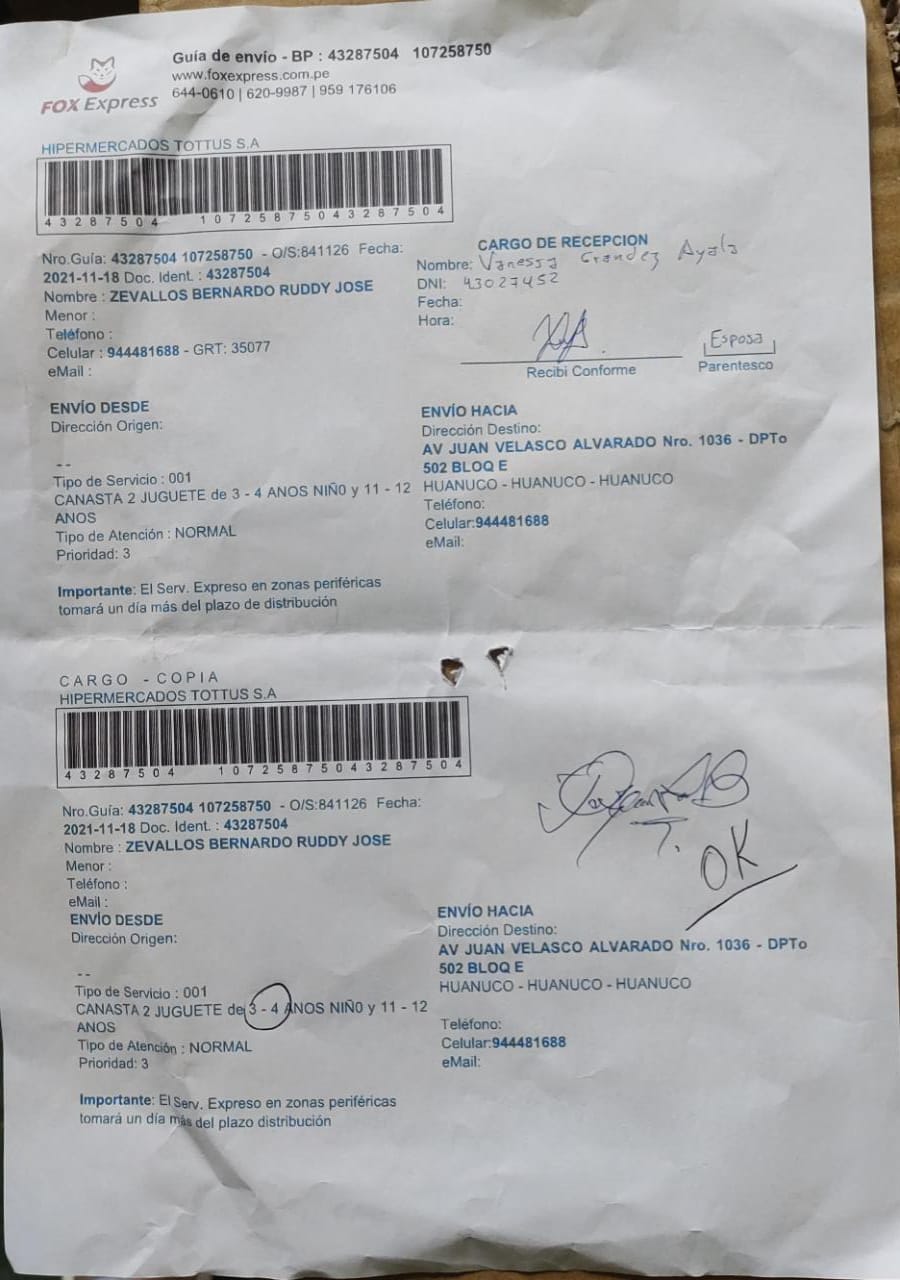 FOX Express
Guía de envío - BP : 43287504 107258750
www.foxexpress.com.pe
644-0610 | 620-9987 | 959 176106
HIPERMERCADOS TOTTUS S.A
43287504 10725875043287504
Nro.Guía: 43287504 107258750 - O/S:841126 Fecha:
2021-11-18 Doc. Ident. : 43287504
Nombre : ZEVALLOS BERNARDO RUDDY JOSE
Menor :
Teléfono :
Celular : 944481688 - GRT: 35077
eMail :
CARGO DE RECEPCION
Nombre: Vanessa Grandez Ayala
DNI: 43027452
Fecha:
Hora:
Esposa
Recibi Conforme
Parentesco
ENVÍO DESDE
Dirección Origen:
--
Tipo de Servicio : 001
CANASTA 2 JUGUETE de 3 - 4 ANOS NIÑ0 y 11 - 12
ANOS
Tipo de Atención : NORMAL
Prioridad: 3
ENVÍO HACIA
Dirección Destino:
AV JUAN VELASCO ALVARADO Nro. 1036 - DPTo
502 BLOQ E
HUANUCO - HUANUCO - HUANUCO
Teléfono:
Celular:944481688
eMail:
Importante: El Serv. Expreso en zonas periféricas
tomará un día más del plazo de distribución
CARGO - COPIA
HIPERMERCADOS TOTTUS S.A
43287504 10725875043287504
Nro.Guía: 43287504 107258750 - O/S:841126 Fecha:
2021-11-18 Doc. Ident. : 43287504
Nombre : ZEVALLOS BERNARDO RUDDY JOSE
Menor :
Teléfono :
eMail :
OK
ENVÍO DESDE
Dirección Origen:
--
Tipo de Servicio : 001
CANASTA 2 JUGUETE de 3 - 4 ANOS NIÑ0 y 11 - 12
ANOS
Tipo de Atención : NORMAL
Prioridad: 3
ENVÍO HACIA
Dirección Destino:
AV JUAN VELASCO ALVARADO Nro. 1036 - DPTo
502 BLOQ E
HUANUCO - HUANUCO - HUANUCO
Teléfono:
Celular:944481688
eMail:
Importante: El Serv. Expreso en zonas periféricas
tomará un día más del plazo distribución